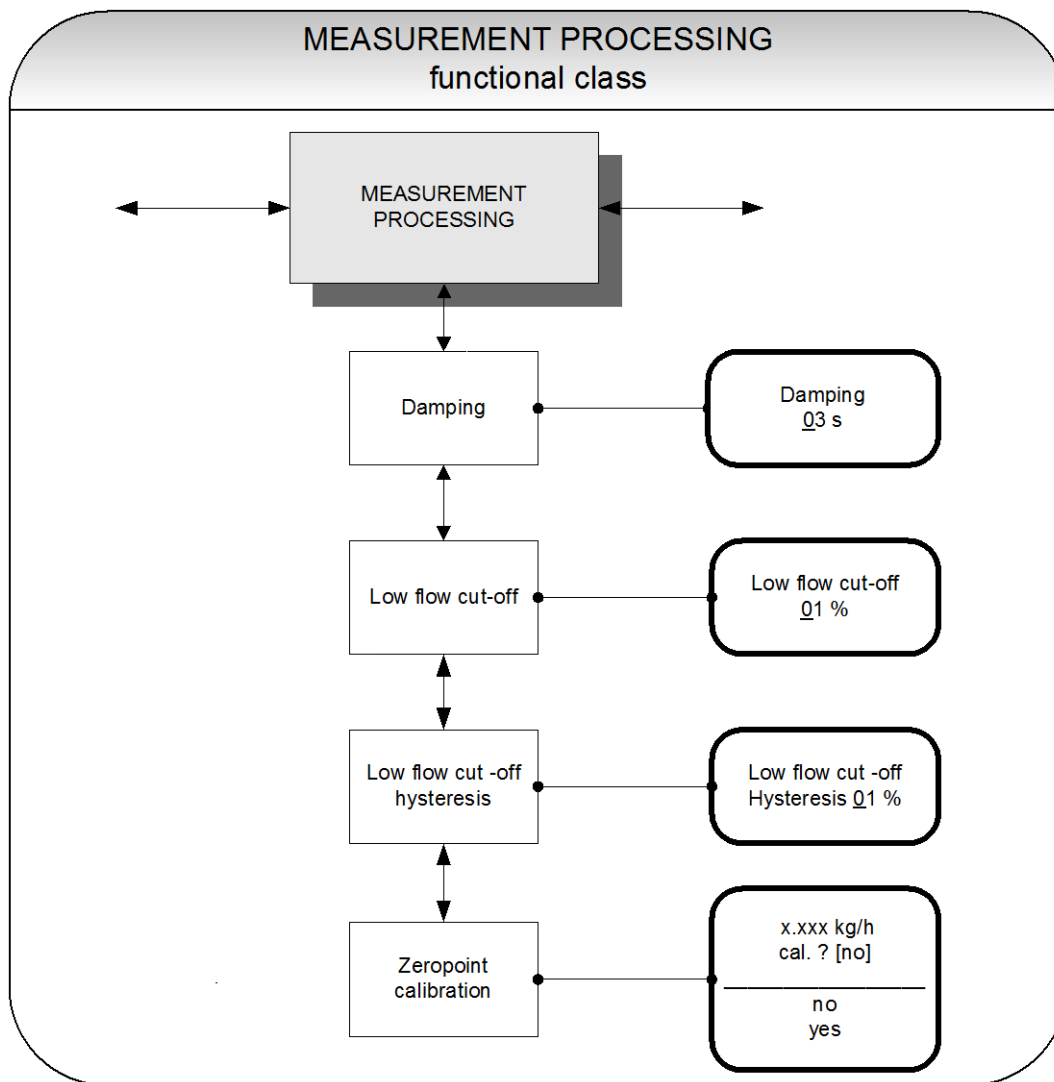 MEASUREMENT PROCESSING
functional class
MEASUREMENT
PROCESSING
Damping
Damping
03 s
Low flow cut-off
Low flow cut-off
01 %
Low flow cut -off
hysteresis
Low flow cut -off
Hysteresis 01 %
Zeropoint
calibration
x.xxx kg/h
cal. ? [no]
no
yes